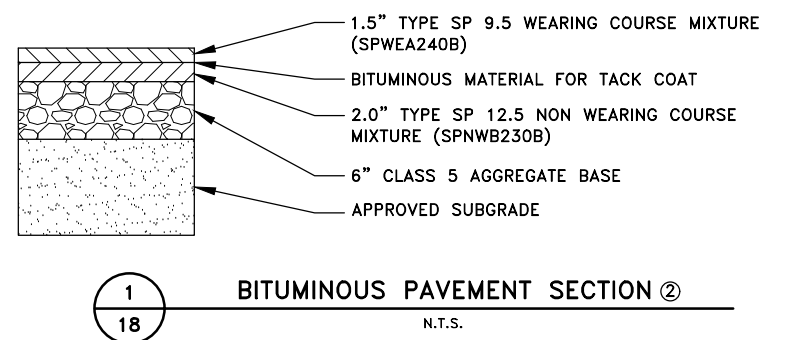 1.5” TYPE SP 9.5 WEARING COURSE MIXTURE
(SPWEA240B)
BITUMINOUS MATERIAL FOR TACK COAT
2.0” TYPE SP 12.5 NON WEARING COURSE
MIXTURE (SPNWB230B)
6” CLASS 5 AGGREGATE BASE
APPROVED SUBGRADE
1
18
BITUMINOUS PAVEMENT SECTION ②
N.T.S.